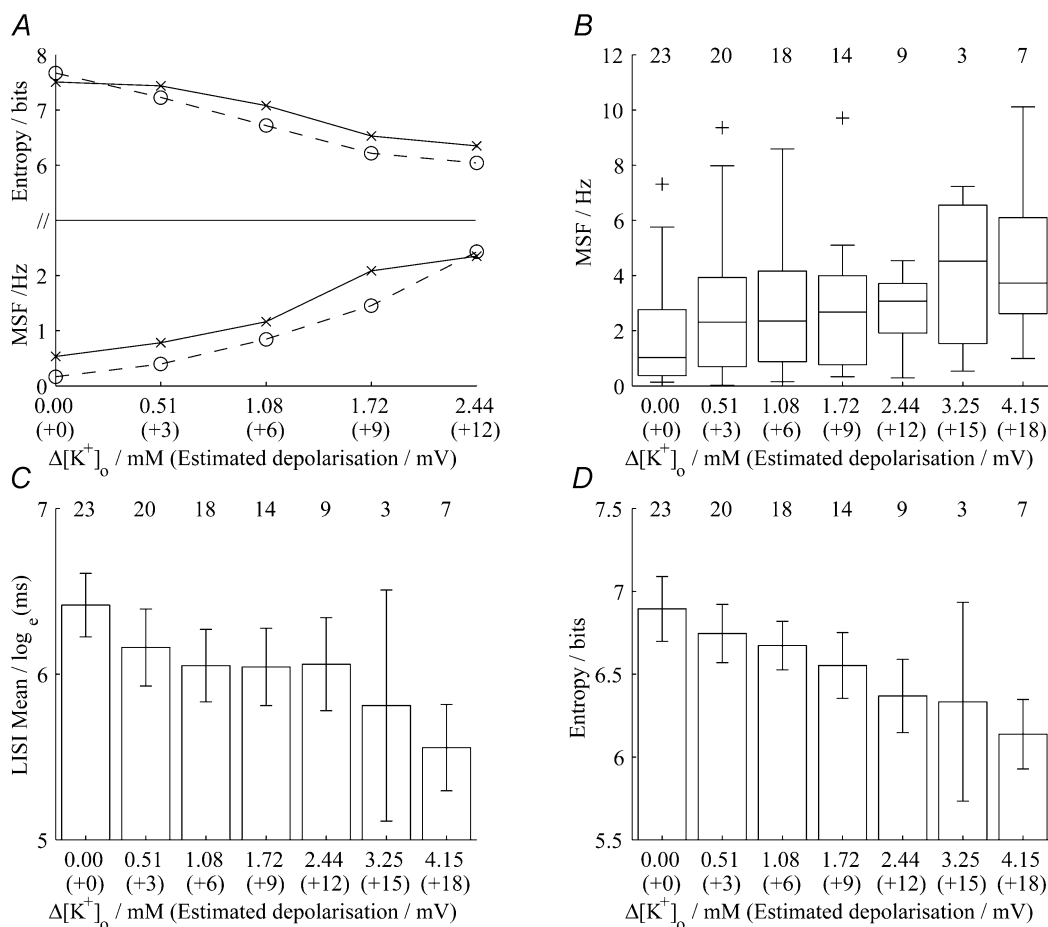 A
8
7
6
Entropy / bits
//
2
1
0
MSF /Hz
0.00 0.51 1.08 1.72 2.44
(+0) (+3) (+6) (+9) (+12)
Δ[K+]o / mM (Estimated depolarisation / mV)
B
12 23 20 18 14 9 3 7
10
8
6
4
2
0
MSF / Hz
0.00 0.51 1.08 1.72 2.44 3.25 4.15
(+0) (+3) (+6) (+9) (+12) (+15) (+18)
Δ[K+]o / mM (Estimated depolarisation / mV)
C
7 23 20 18 14 9 3 7
6
5
LISI Mean / log e (ms)
0.00 0.51 1.08 1.72 2.44 3.25 4.15
(+0) (+3) (+6) (+9) (+12) (+15) (+18)
Δ[K+]o / mM (Estimated depolarisation / mV)
D
7.5 23 20 18 14 9 3 7
7
6.5
6
5.5
Entropy / bits
0.00 0.51 1.08 1.72 2.44 3.25 4.15
(+0) (+3) (+6) (+9) (+12) (+15) (+18)
Δ[K+]o / mM (Estimated depolarisation / mV)